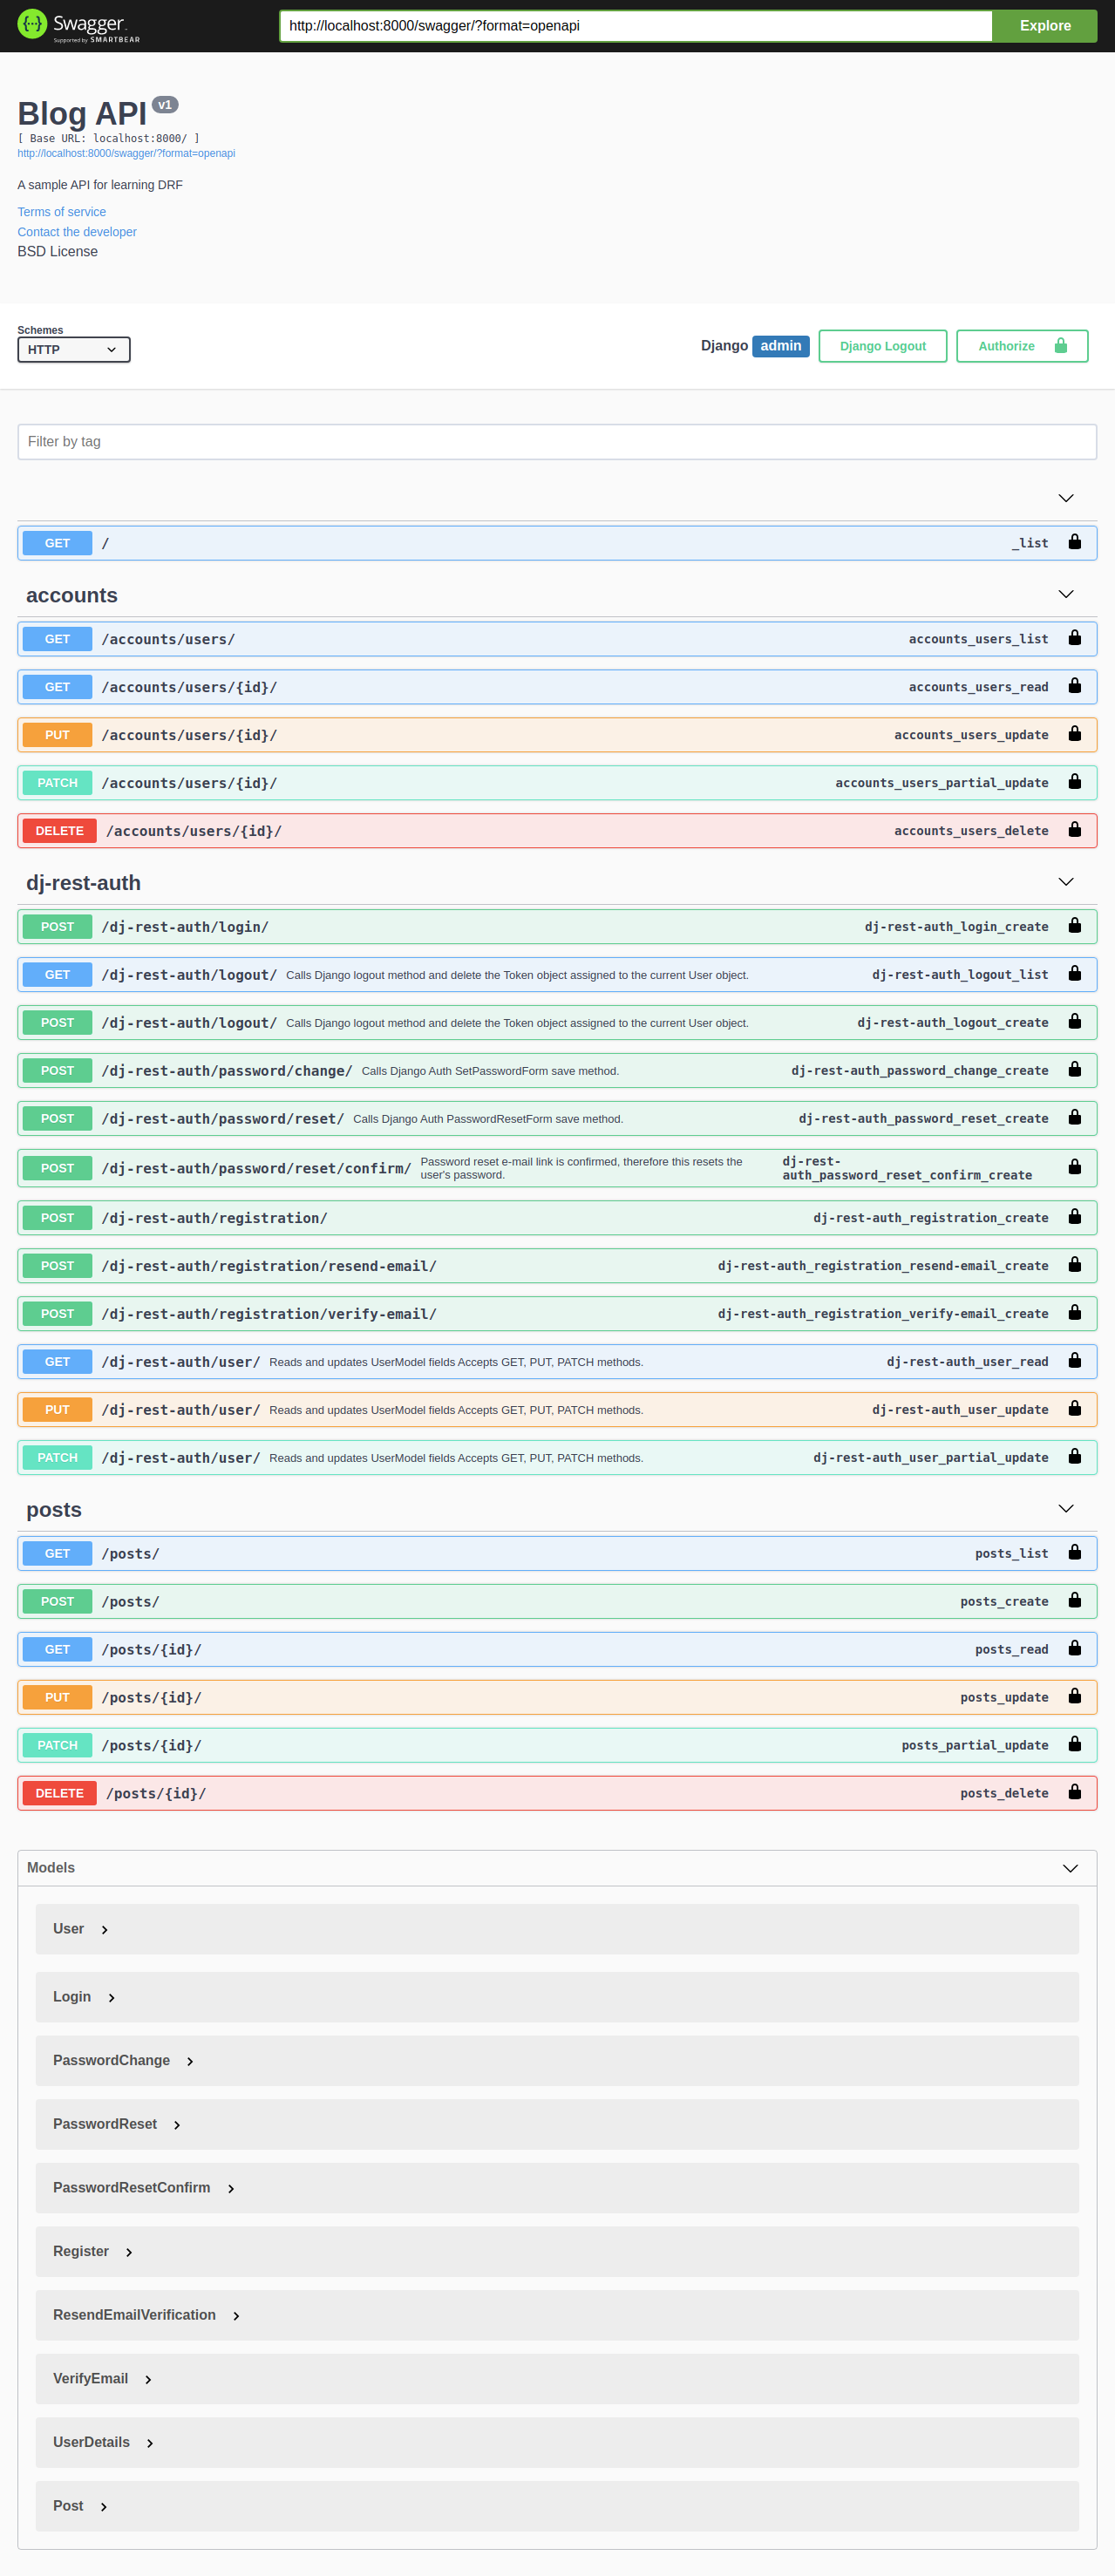 Swagger
Supported by SMARTBEAR
http://localhost:8000/swagger/?format=openapi
Explore
Blog API v1
[ Base URL: localhost:8000/ ]
http://localhost:8000/swagger/?format=openapi
A sample API for learning DRF
Terms of service
Contact the developer
BSD License
Schemes
HTTP
Django admin
Django Logout
Authorize
Filter by tag
GET / _list
accounts
GET /accounts/users/ accounts_users_list
GET /accounts/users/{id}/ accounts_users_read
PUT /accounts/users/{id}/ accounts_users_update
PATCH /accounts/users/{id}/ accounts_users_partial_update
DELETE /accounts/users/{id}/ accounts_users_delete
dj-rest-auth
POST /dj-rest-auth/login/ dj-rest-auth_login_create
GET /dj-rest-auth/logout/ Calls Django logout method and delete the Token object assigned to the current User object. dj-rest-auth_logout_list
POST /dj-rest-auth/logout/ Calls Django logout method and delete the Token object assigned to the current User object. dj-rest-auth_logout_create
POST /dj-rest-auth/password/change/ Calls Django Auth SetPasswordForm save method. dj-rest-auth_password_change_create
POST /dj-rest-auth/password/reset/ Calls Django Auth PasswordResetForm save method. dj-rest-auth_password_reset_create
POST /dj-rest-auth/password/reset/confirm/ Password reset e-mail link is confirmed, therefore this resets the
user's password.
dj-rest-
auth_password_reset_confirm_create
POST /dj-rest-auth/registration/ dj-rest-auth_registration_create
POST /dj-rest-auth/registration/resend-email/ dj-rest-auth_registration_resend-email_create
POST /dj-rest-auth/registration/verify-email/ dj-rest-auth_registration_verify-email_create
GET /dj-rest-auth/user/ Reads and updates UserModel fields Accepts GET, PUT, PATCH methods. dj-rest-auth_user_read
PUT /dj-rest-auth/user/ Reads and updates UserModel fields Accepts GET, PUT, PATCH methods. dj-rest-auth_user_update
PATCH /dj-rest-auth/user/ Reads and updates UserModel fields Accepts GET, PUT, PATCH methods. dj-rest-auth_user_partial_update
posts
GET /posts/ posts_list
POST /posts/ posts_create
GET /posts/{id}/ posts_read
PUT /posts/{id}/ posts_update
PATCH /posts/{id}/ posts_partial_update
DELETE /posts/{id}/ posts_delete
Models
User
Login
PasswordChange
PasswordReset
PasswordResetConfirm
Register
ResendEmailVerification
VerifyEmail
UserDetails
Post